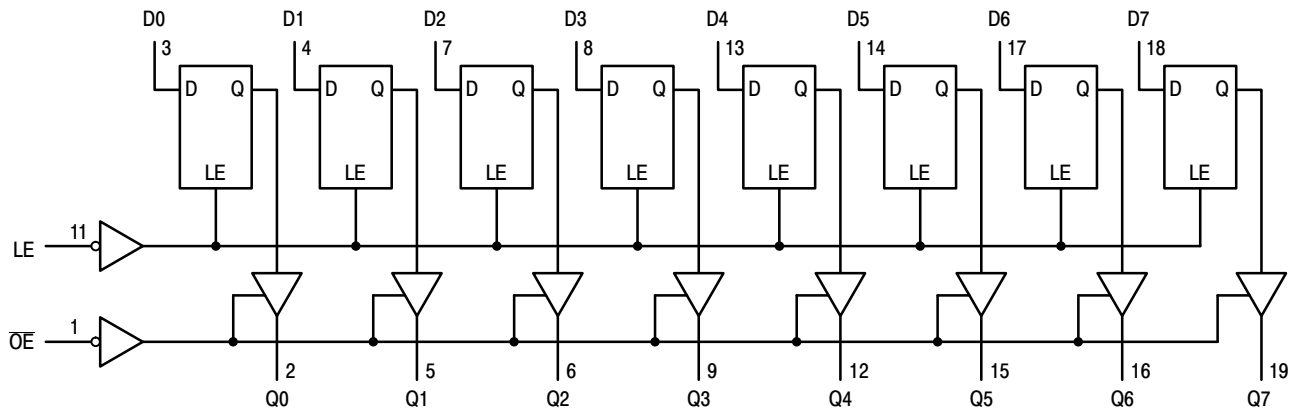 D0 D1 D2 D3 D4 D5 D6 D7
3 4 7 8 13 14 17 18
D Q D Q D Q D Q D Q D Q D Q D Q
LE LE LE LE LE LE LE LE
LE 11
O̅E̅ 1
2 5 6 9 12 15 16 19
Q0 Q1 Q2 Q3 Q4 Q5 Q6 Q7